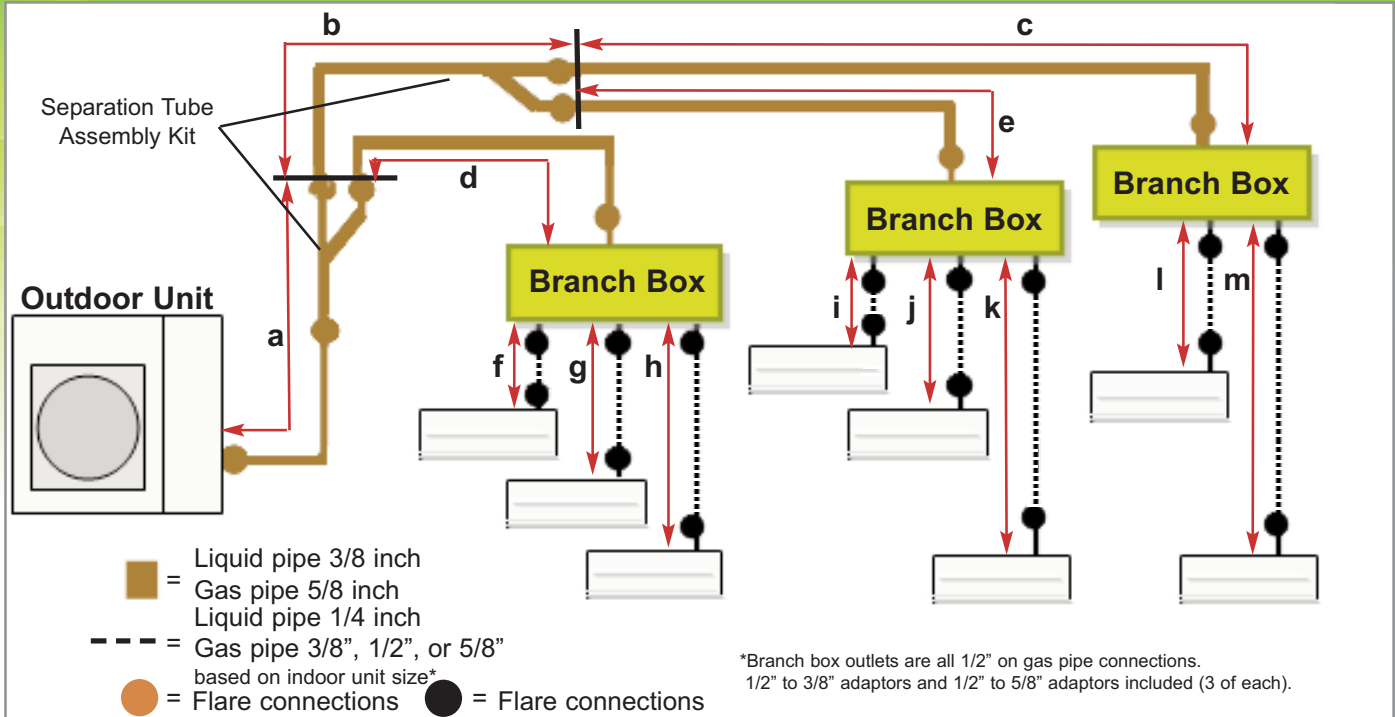 b
c
Separation Tube
Assembly Kit
e
d
Branch Box
Branch Box
Branch Box
Outdoor Unit
a
f
g
h
i
j
k
l
m
= Liquid pipe 3/8 inch
Gas pipe 5/8 inch
Liquid pipe 1/4 inch
= Gas pipe 3/8”, 1/2”, or 5/8”
based on indoor unit size*
= Flare connections
= Flare connections
*Branch box outlets are all 1/2” on gas pipe connections.
1/2” to 3/8” adaptors and 1/2” to 5/8” adaptors included (3 of each).